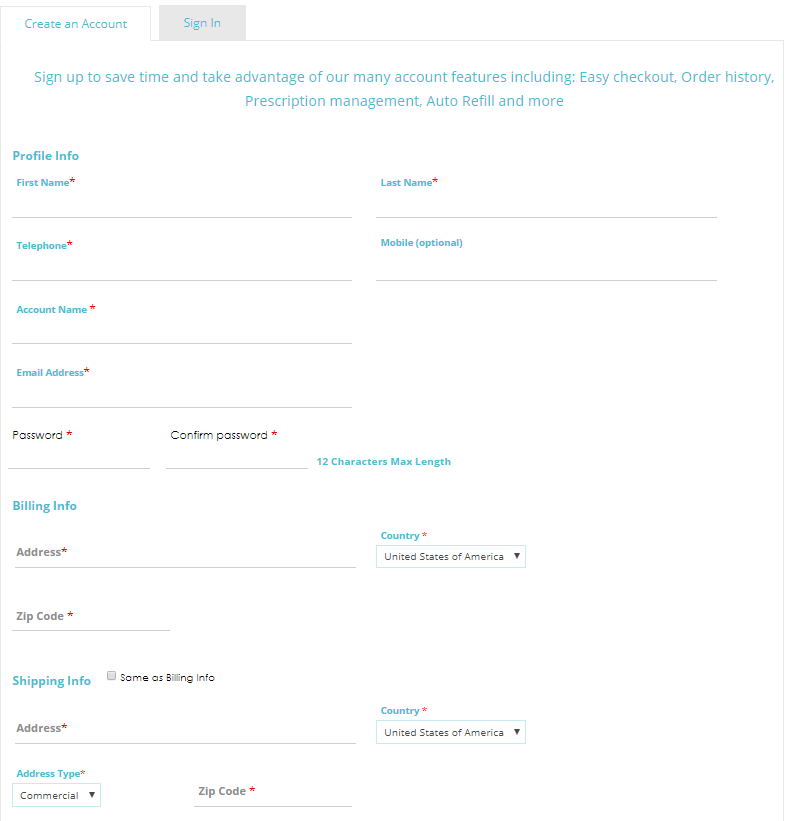 Create an Account
Sign In
Sign up to save time and take advantage of our many account features including: Easy checkout, Order history,
Prescription management, Auto Refill and more
Profile Info
First Name*
Last Name*
Telephone*
Mobile (optional)
Account Name *
Email Address*
Password *
Confirm password *
12 Characters Max Length
Billing Info
Country *
Address*
United States of America
Zip Code *
Shipping Info
Same as Billing Info
Country *
Address*
United States of America
Address Type*
Commercial
Zip Code *